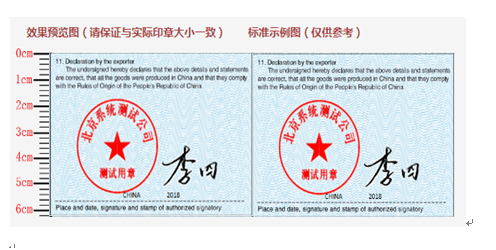 效果预览图（请保证与实际印章大小一致）
标准示例图（仅供参考）
0cm
1cm
2cm
3cm
4cm
5cm
6cm
11. Declaration by the exporter
The undersigned hereby declares that the above details and statements
are correct, that all the goods were produced in China and that they comply
with the Rules of Origin of the People's Republic of China
北京系统测试公司
测试用章
李四
CHINA 2018
Place and date, signature and stamp of authorized signatory
11. Declaration by the exporter
The undersigned hereby declares that the above details and statements
are correct, that all the goods were produced in China and that they comply
with the Rules of Origin of the People's Republic of China
北京系统测试公司
测试用章
李四
CHINA 2018
Place and date, signature and stamp of authorized signatory